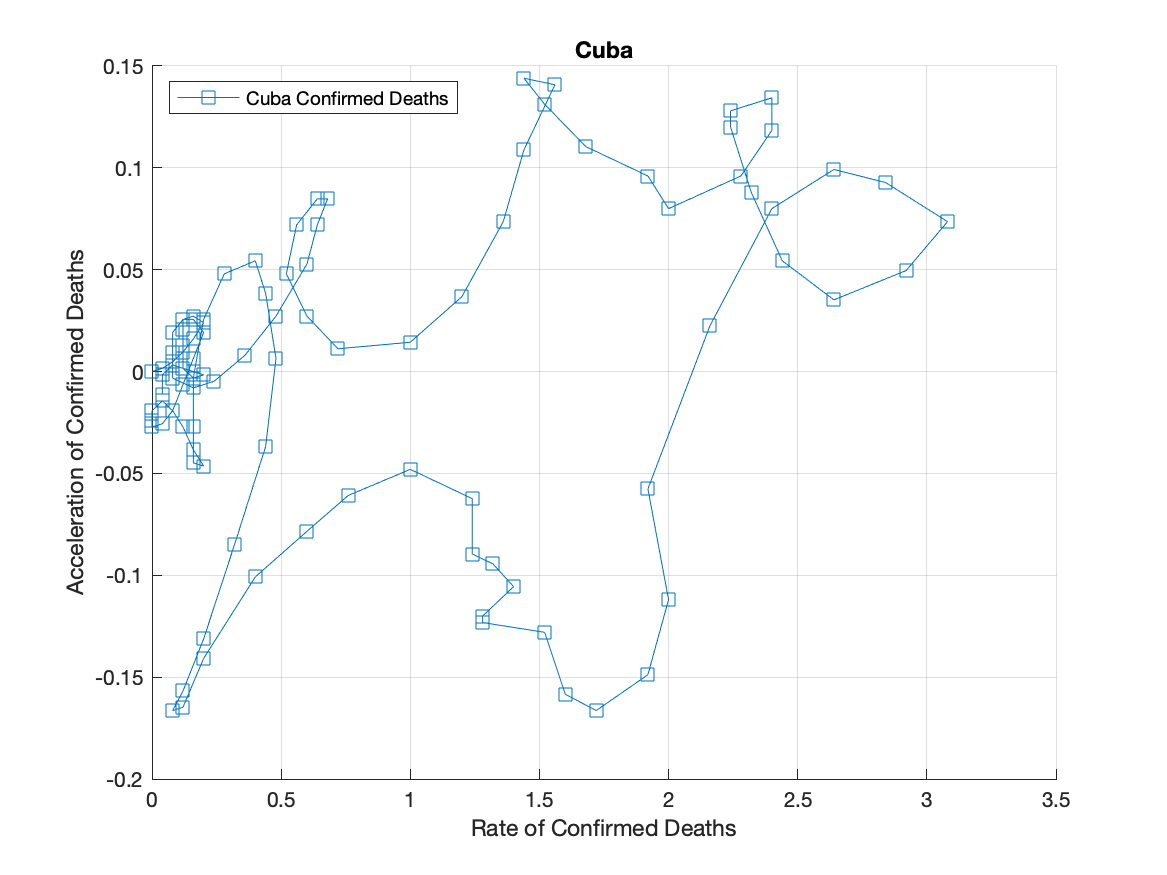 Cuba
Cuba Confirmed Deaths
0.15
0.1
0.05
0
-0.05
-0.1
-0.15
-0.2
Acceleration of Confirmed Deaths
0 0.5 1 1.5 2 2.5 3 3.5
Rate of Confirmed Deaths